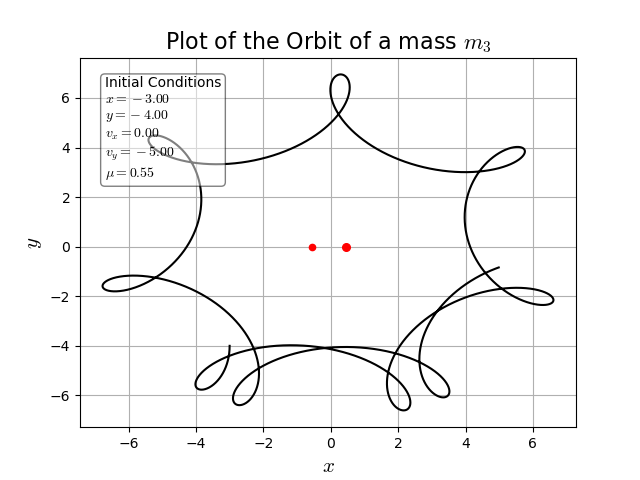 Plot of the Orbit of a mass m₃
Initial Conditions
x = −3.00
y = −4.00
vₓ = 0.00
v_y = −5.00
μ = 0.55
6
4
2
0
−2
−4
−6
y
−6 −4 −2 0 2 4 6
x